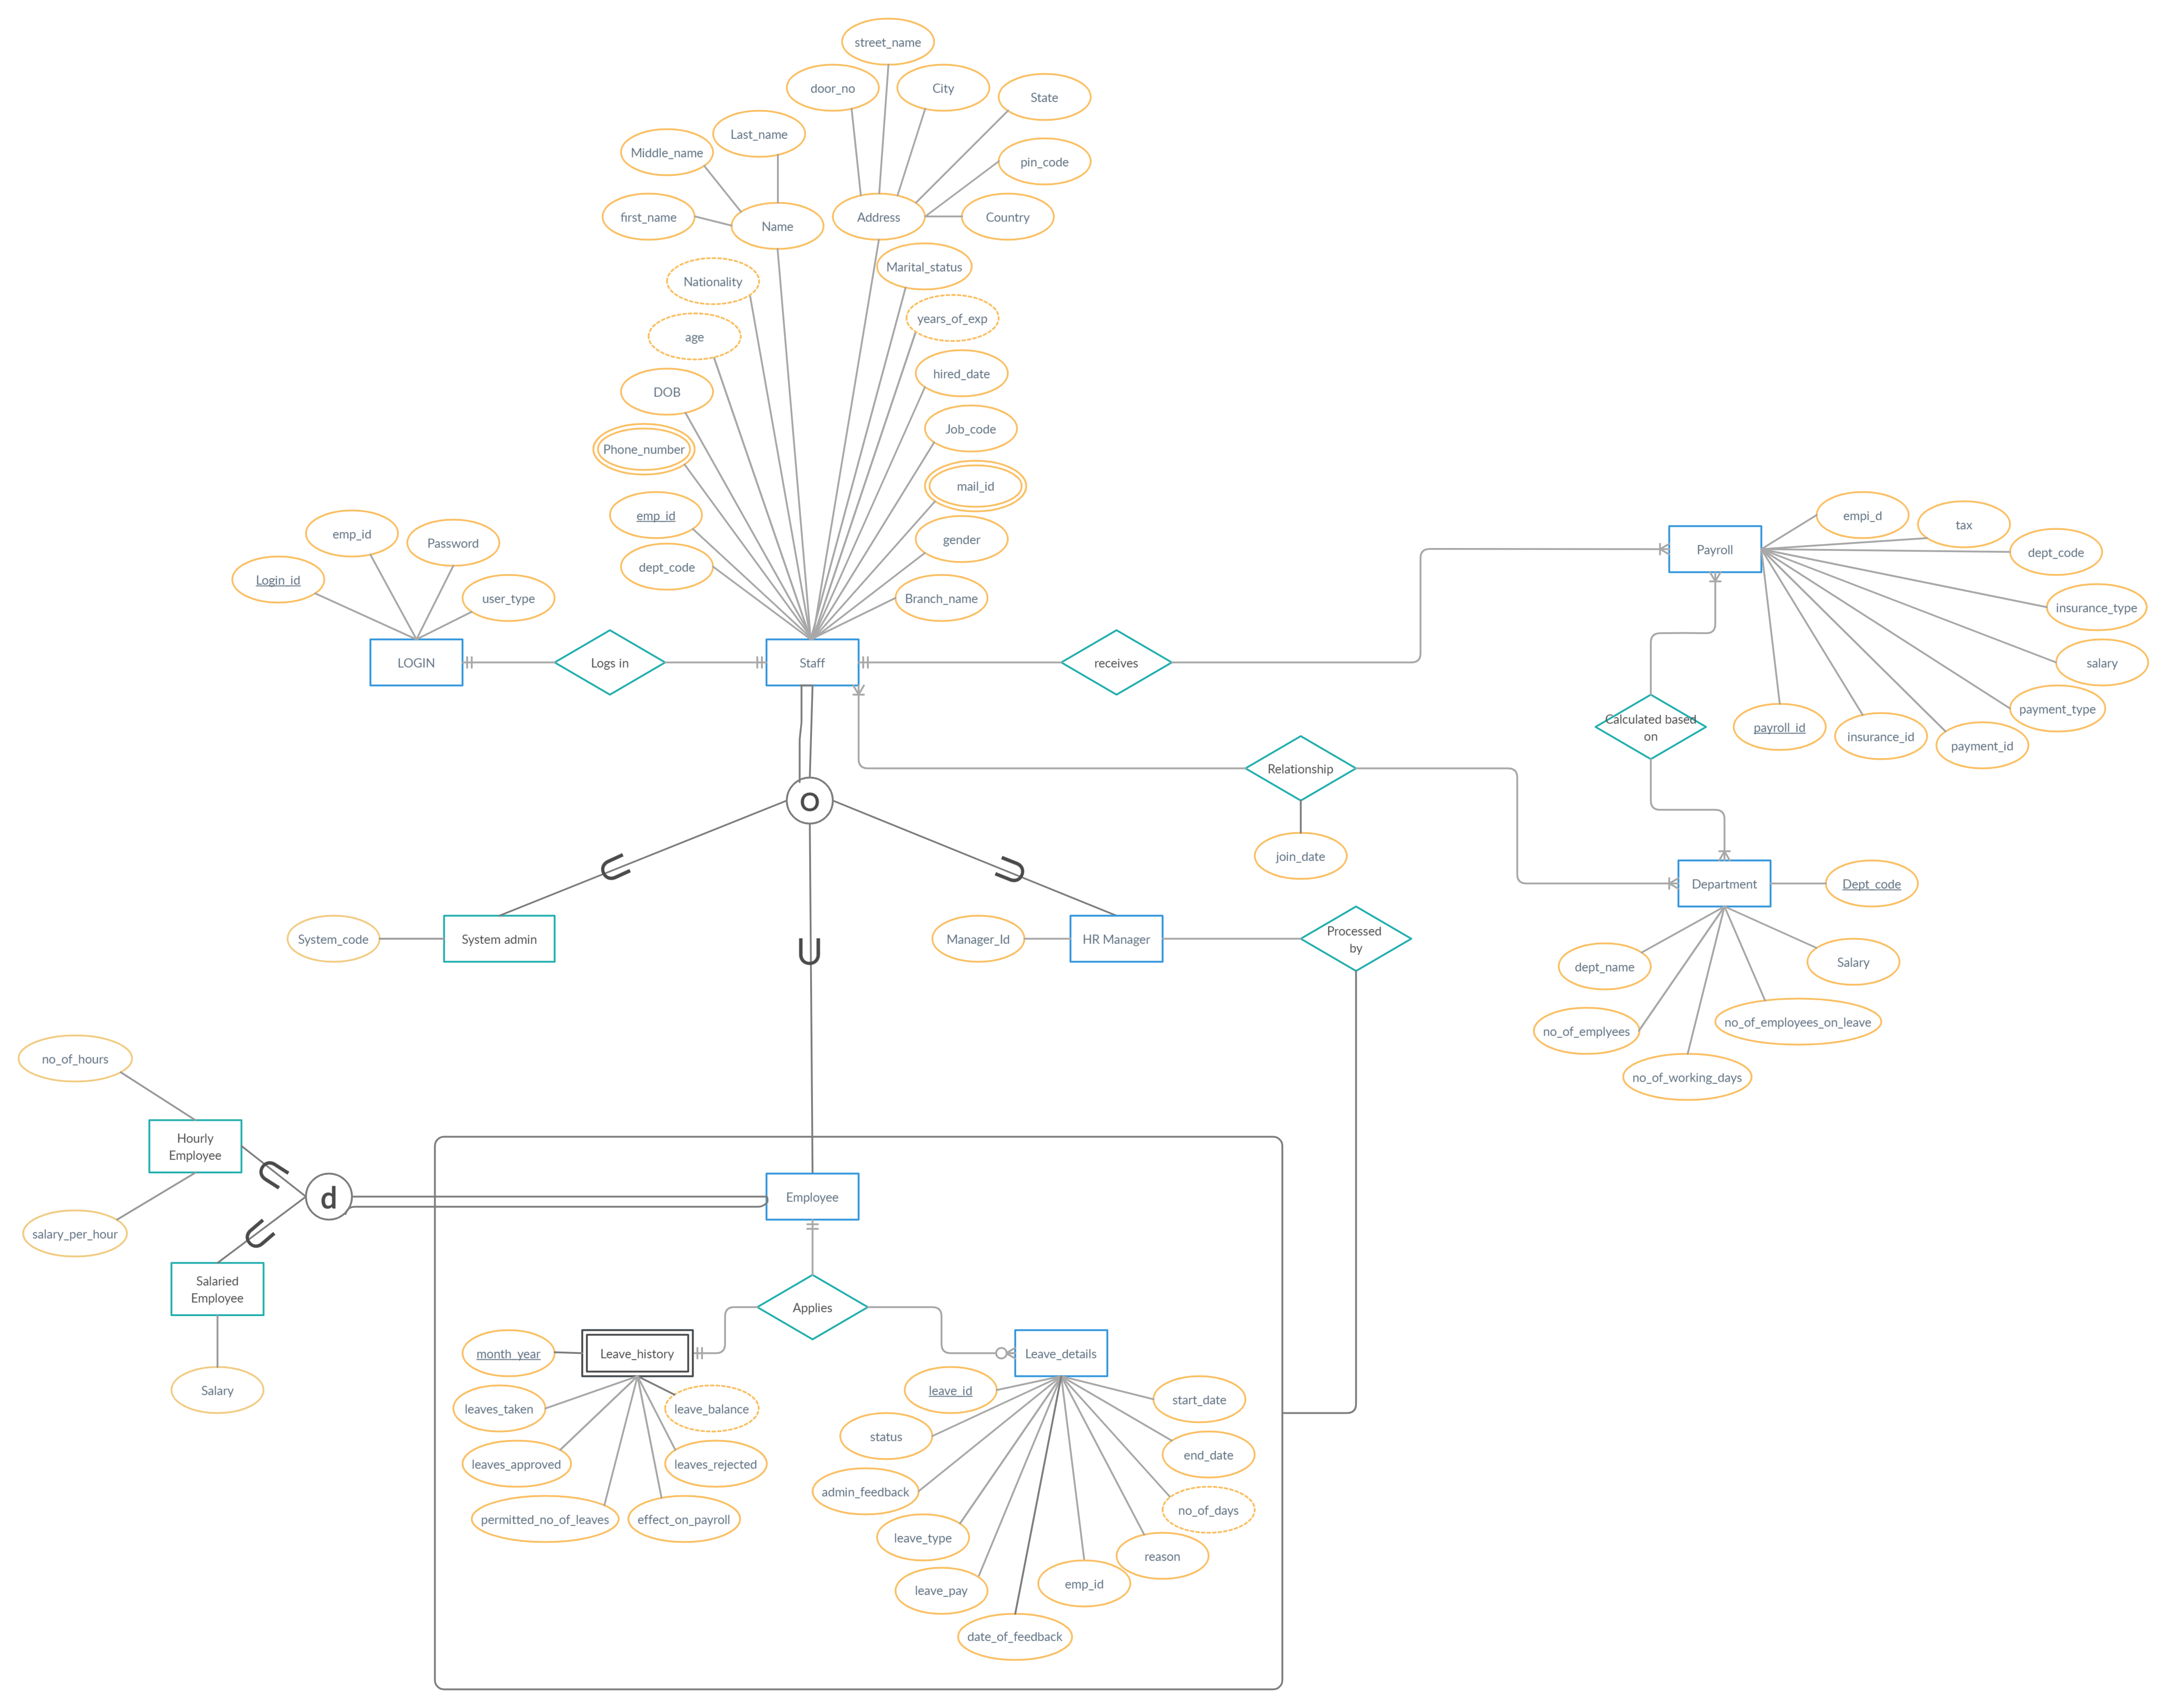 street_name
door_no
City
State
Last_name
Middle_name
pin_code
first_name
Name
Address
Country
Marital_status
Nationality
years_of_exp
age
hired_date
DOB
Job_code
Phone_number
mail_id
emp_id
gender
dept_code
Branch_name
emp_id
Password
Login_id
user_type
LOGIN
Logs in
Staff
receives
Payroll
empi_d
tax
dept_code
insurance_type
salary
payment_type
payment_id
insurance_id
payroll_id
Calculated based
on
Relationship
join_date
O
U
U
U
System_code
System admin
Manager_Id
HR Manager
Processed
by
Department
Dept_code
dept_name
Salary
no_of_emplyees
no_of_employees_on_leave
no_of_working_days
no_of_hours
Hourly
Employee
U
d
U
salary_per_hour
Salaried
Employee
Salary
Employee
Applies
month_year
Leave_history
Leave_details
leaves_taken
leave_balance
leaves_approved
leaves_rejected
permitted_no_of_leaves
effect_on_payroll
leave_id
start_date
status
end_date
admin_feedback
no_of_days
leave_type
reason
leave_pay
emp_id
date_of_feedback